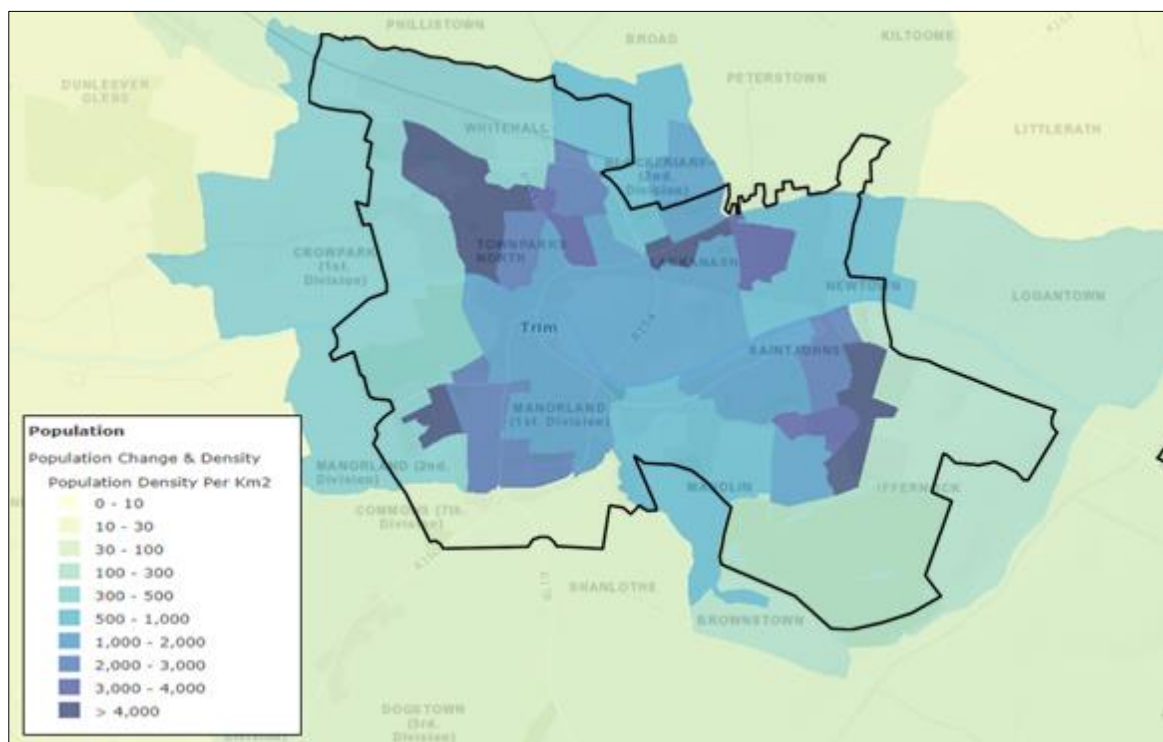 PHILLISTOWN
BROAD
KILTOOME
PETERSTOWN
DUNLEEVER
GLEBE
LITTLERATH
WHITEHALL
(2nd.
Division)
TOWNPARKS
NORTH
CROWPARK
(1st.
Division)
NEWTOWN
LOGANTOWN
Trim
R154
SAINTJOHNS
MANORLAND
(1st. Division)
MANORLAND (2nd.
Division)
MAUDLIN
IFFERNOCK
COMMONS (7th.
Division)
SHANLOTHE
BROWNSTOWN
DOGSTOWN
(3rd.
Division)
Population
Population Change & Density
Population Density Per Km2
0 - 10
10 - 30
30 - 100
100 - 300
300 - 500
500 - 1,000
1,000 - 2,000
2,000 - 3,000
3,000 - 4,000
> 4,000